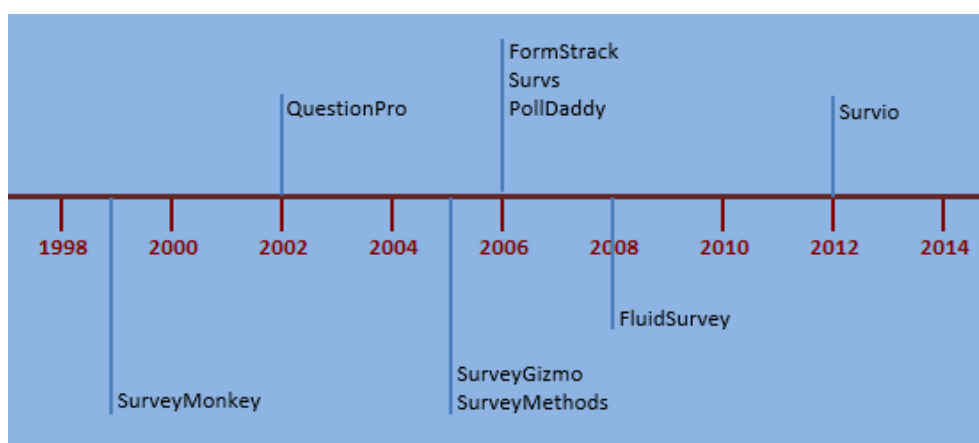 FormStrack
Survs
PollDaddy
QuestionPro
Survio
1998 2000 2002 2004 2006 2008 2010 2012 2014
FluidSurvey
SurveyGizmo
SurveyMethods
SurveyMonkey